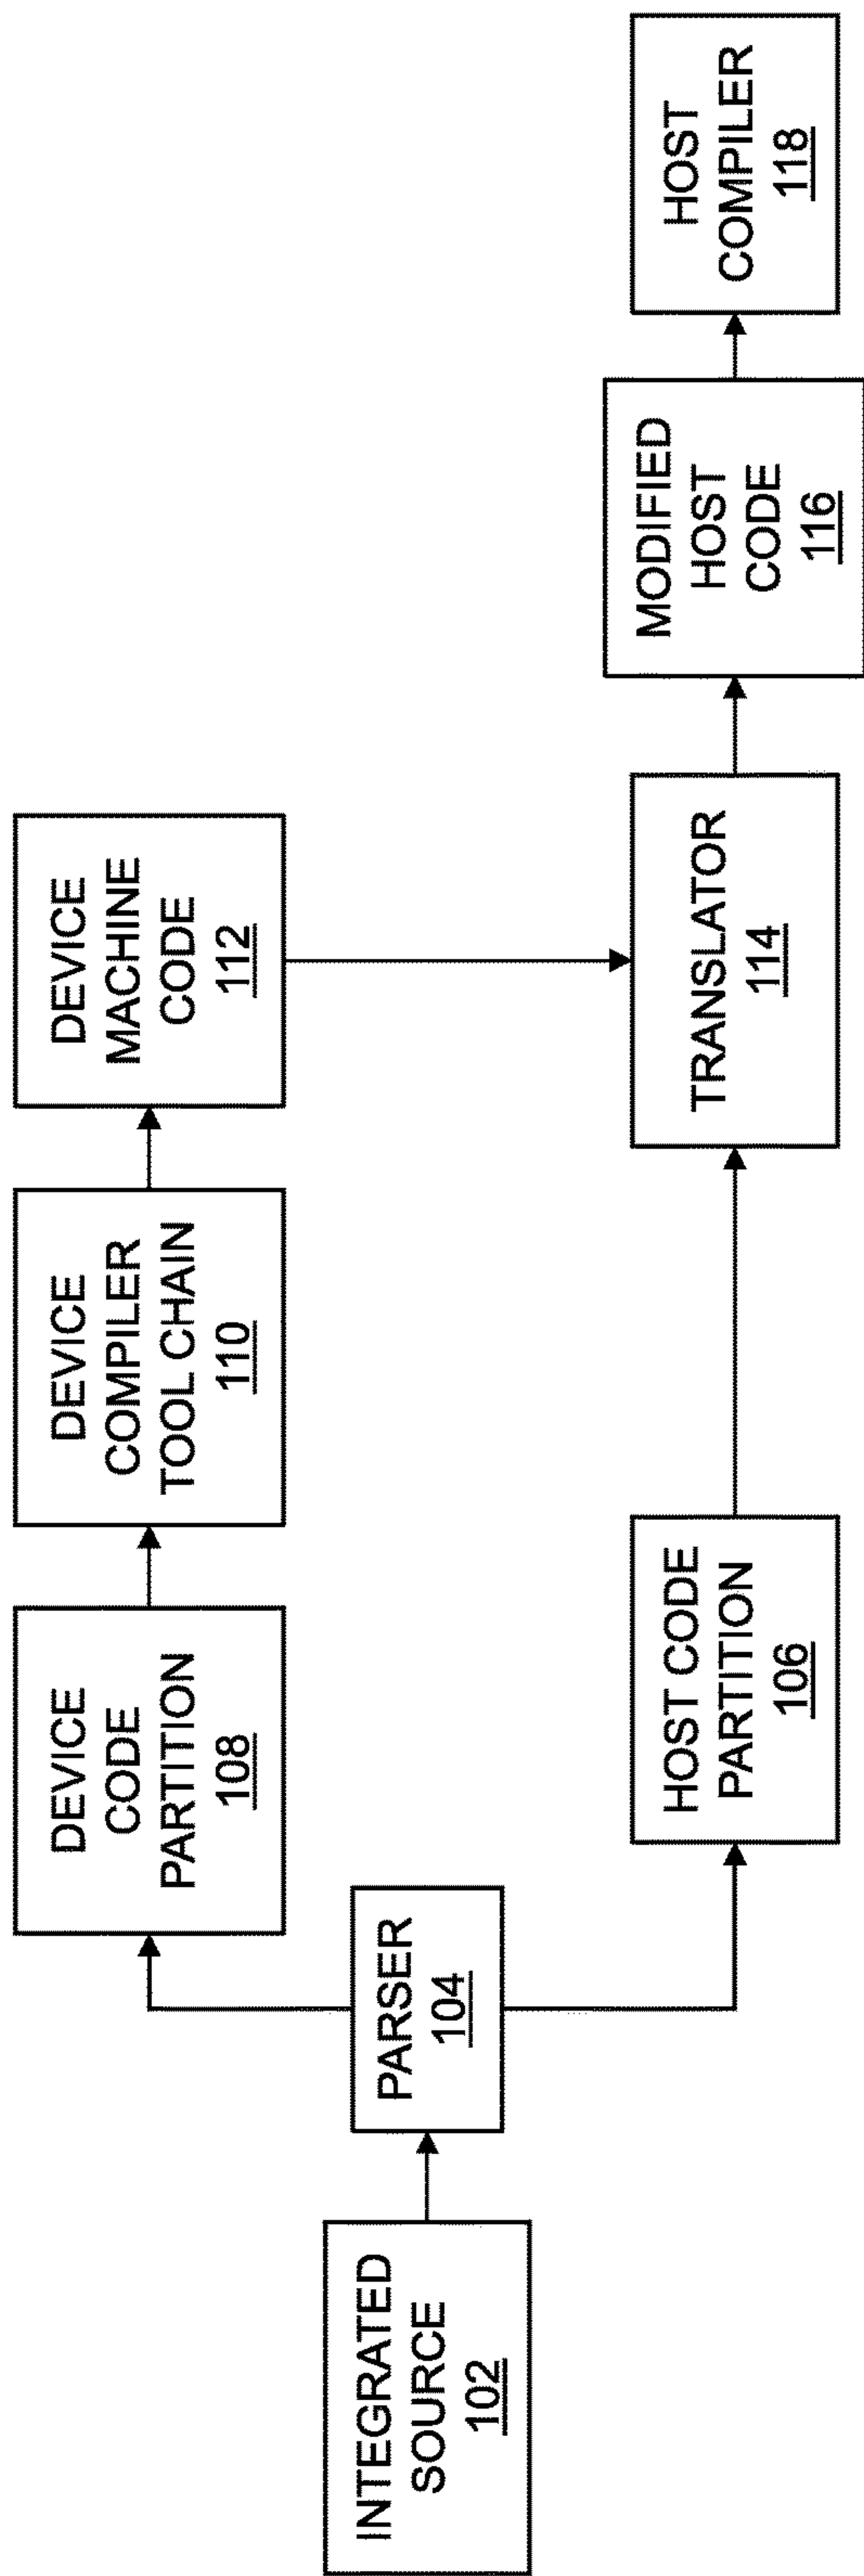 INTEGRATED
SOURCE
102
PARSER
104
DEVICE
CODE
PARTITION
108
DEVICE
COMPILER
TOOL CHAIN
110
DEVICE
MACHINE
CODE
112
HOST CODE
PARTITION
106
TRANSLATOR
114
MODIFIED
HOST
CODE
116
HOST
COMPILER
118